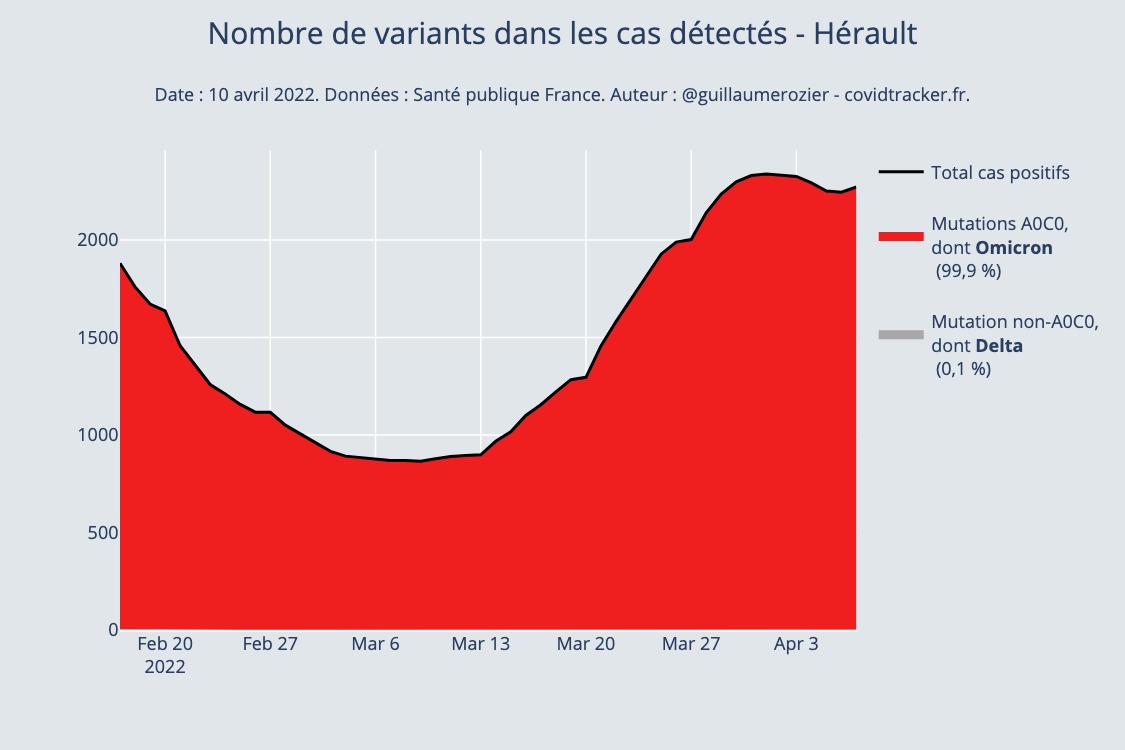 Nombre de variants dans les cas détectés - Hérault
Date : 10 avril 2022. Données : Santé publique France. Auteur : @guillaumerozier - covidtracker.fr.
Total cas positifs
Mutations A0C0,
dont Omicron
(99,9 %)
Mutation non-A0C0,
dont Delta
(0,1 %)
2000
1500
1000
500
0
Feb 20
2022
Feb 27
Mar 6
Mar 13
Mar 20
Mar 27
Apr 3